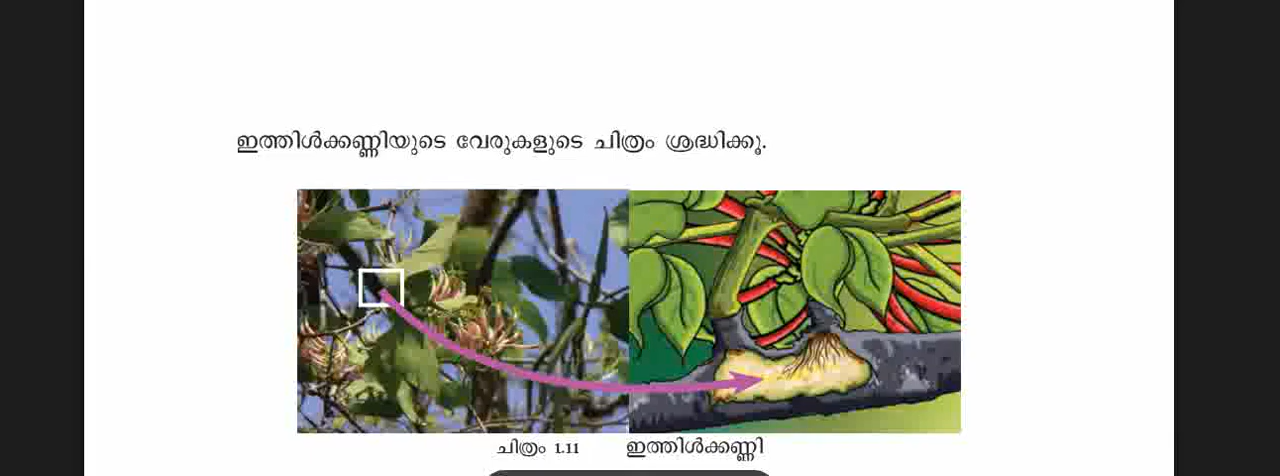 ഇത്തിൾക്കണ്ണിയുടെ വേരുകളുടെ ചിത്രം ശ്രദ്ധിക്കൂ.
ചിത്രം 1.11 ഇത്തിൾക്കണ്ണി